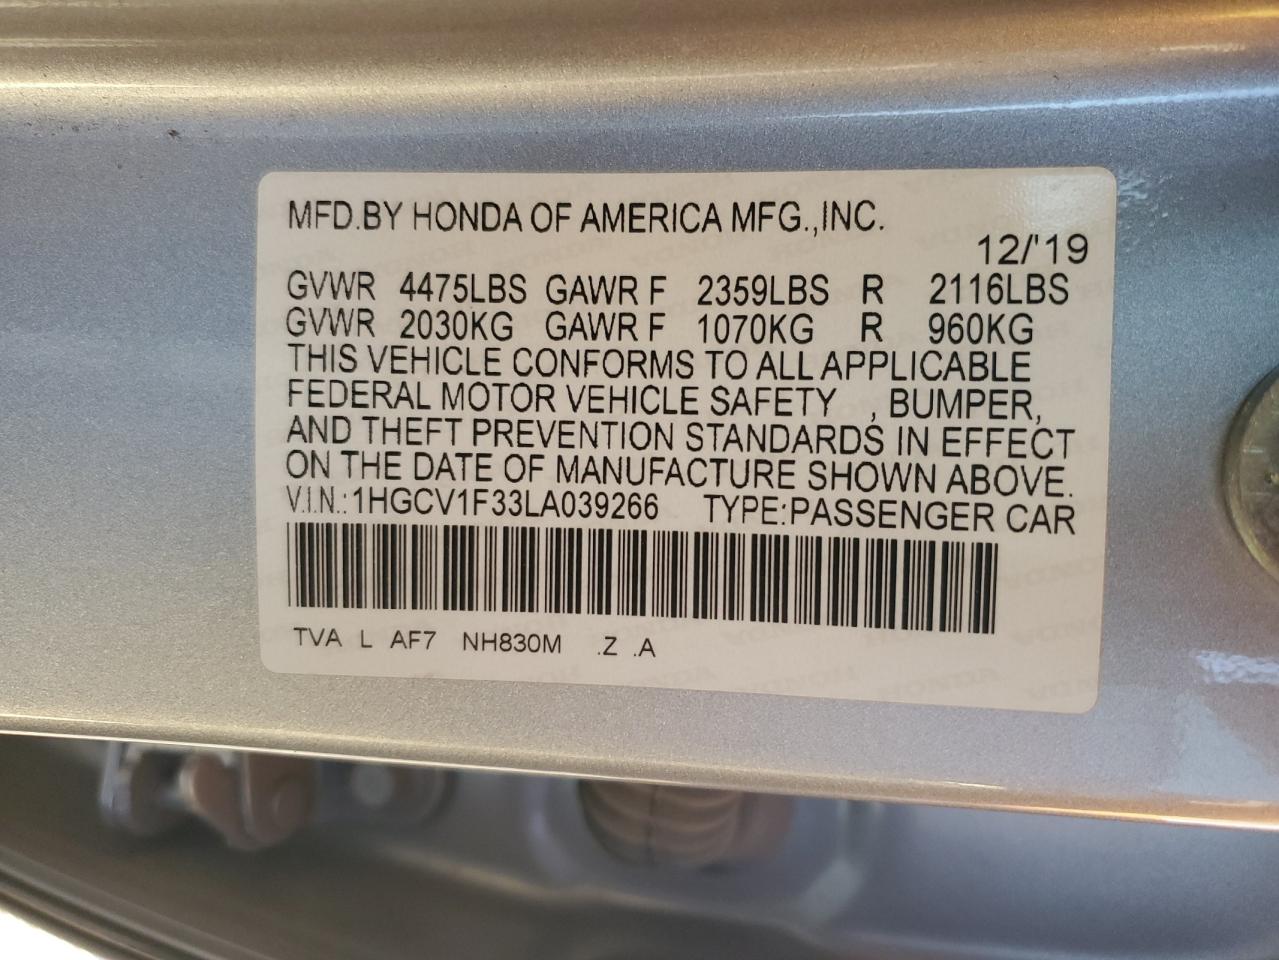 MFD.BY HONDA OF AMERICA MFG.,INC.
12/'19
GVWR 4475LBS GAWR F 2359LBS R 2116LBS
GVWR 2030KG GAWR F 1070KG R 960KG
THIS VEHICLE CONFORMS TO ALL APPLICABLE
FEDERAL MOTOR VEHICLE SAFETY , BUMPER,
AND THEFT PREVENTION STANDARDS IN EFFECT
ON THE DATE OF MANUFACTURE SHOWN ABOVE.
V.I.N.:1HGCV1F33LA039266 TYPE:PASSENGER CAR
TVA L AF7 NH830M .Z .A